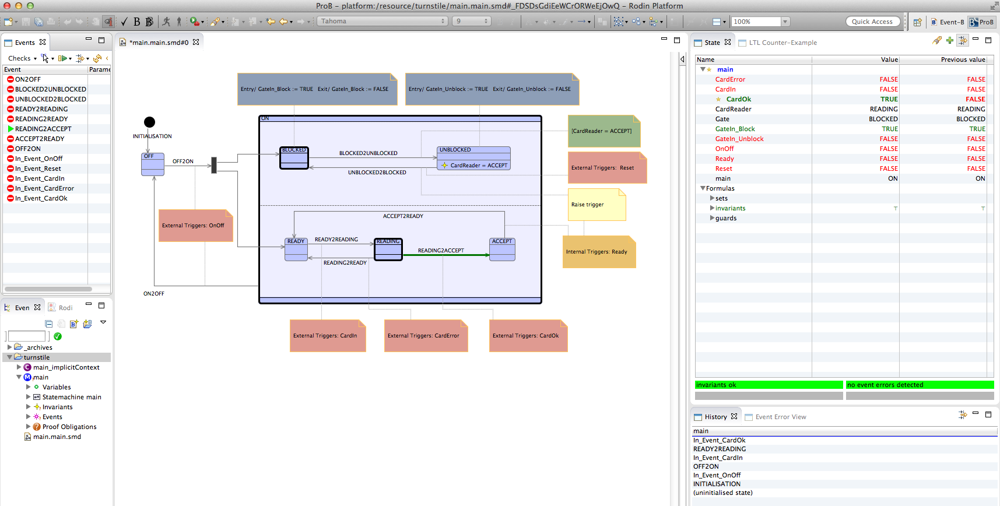 ProB - platform:/resource/turnstile/main.main.smd#_FDSDsGdiEeWCrORWeEjOwQ - Rodin Platform
Tahoma 9 100% Quick Access Event-B ProB
Events
Checks
Event Parame
ON2OFF
BLOCKED2UNBLOCKED
UNBLOCKED2BLOCKED
READY2READING
READING2READY
READING2ACCEPT
ACCEPT2READY
OFF2ON
In_Event_OnOff
In_Event_Reset
In_Event_CardIn
In_Event_CardError
In_Event_CardOk
Even Rodi
_archives
turnstile
main_implicitContext
main
Variables
Statemachine main
Invariants
Events
Proof Obligations
main.main.smd
*main.main.smd#0
Entry/ GateIn_Block := TRUE Exit/ GateIn_Block := FALSE
Entry/ GateIn_Unblock := TRUE Exit/ GateIn_Unblock := FALSE
ON
INITIALISATION
[CardReader = ACCEPT]
BLOCKED
BLOCKED2UNBLOCKED
UNBLOCKED
OFF
OFF2ON
CardReader = ACCEPT
External Triggers: Reset
UNBLOCKED2BLOCKED
Raise trigger
ACCEPT2READY
External Triggers: OnOff
READY
READY2READING
READING
READING2ACCEPT
ACCEPT
Internal Triggers: Ready
READING2READY
ON2OFF
External Triggers: CardIn
External Triggers: CardError
External Triggers: CardOk
State LTL Counter-Example
Name Value Previous value
main
CardError FALSE FALSE
CardIn FALSE FALSE
CardOk TRUE FALSE
CardReader READING READING
Gate BLOCKED BLOCKED
GateIn_Block TRUE TRUE
GateIn_Unblock FALSE FALSE
OnOff FALSE FALSE
Ready FALSE FALSE
Reset FALSE FALSE
main ON ON
Formulas
sets
invariants ⊤ ⊤
guards
invariants ok no event errors detected
History Event Error View
main
In_Event_CardOk
READY2READING
In_Event_CardIn
OFF2ON
In_Event_OnOff
INITIALISATION
(uninitialised state)